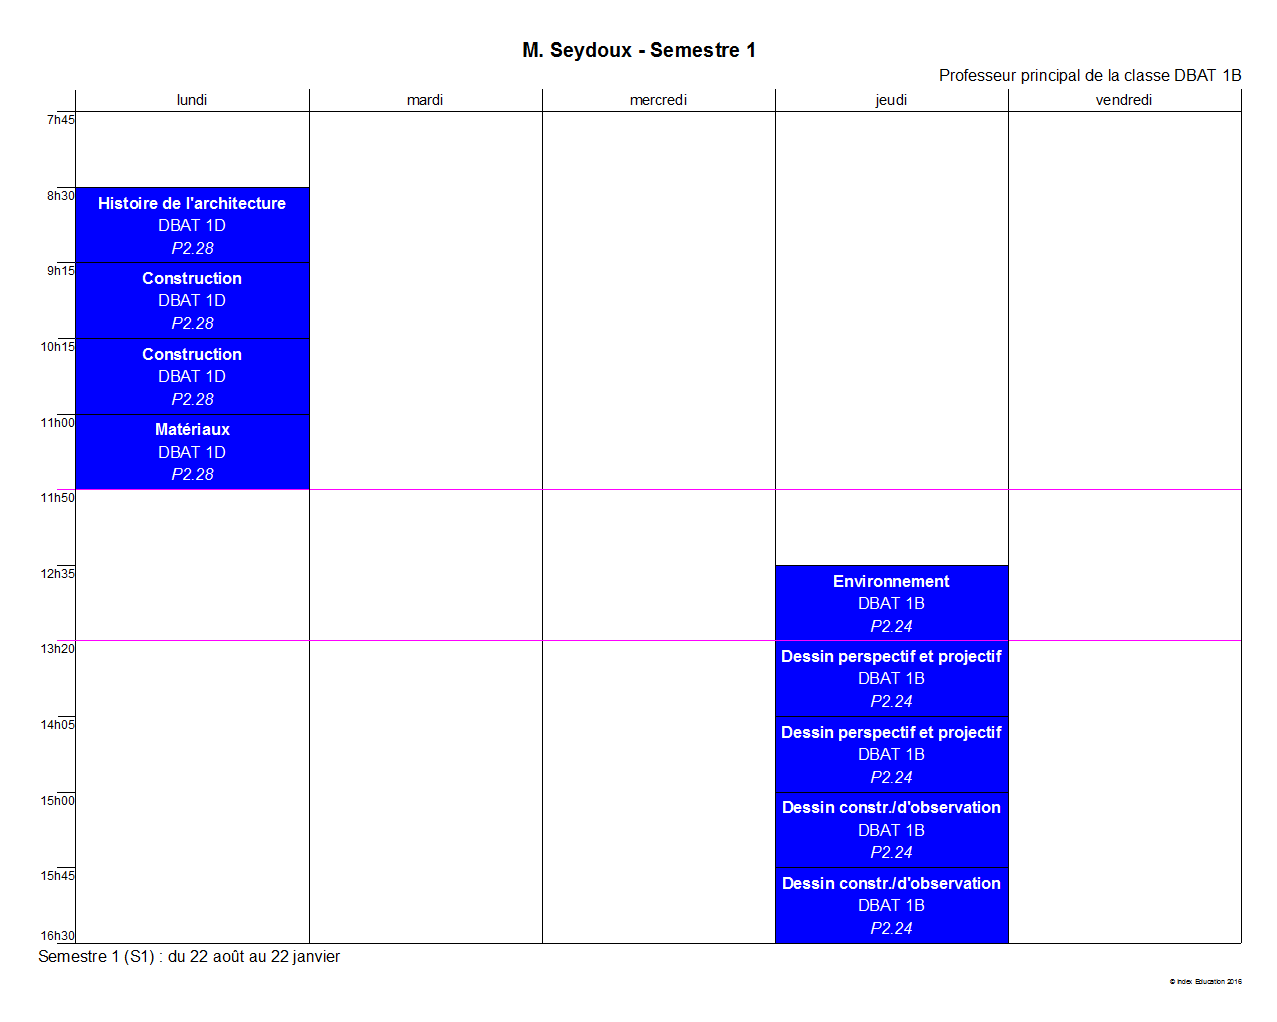 M. Seydoux - Semestre 1
Professeur principal de la classe DBAT 1B
lundi mardi mercredi jeudi vendredi
7h45
8h30
Histoire de l'architecture
DBAT 1D
P2.28
9h15
Construction
DBAT 1D
P2.28
10h15
Construction
DBAT 1D
P2.28
11h00
Matériaux
DBAT 1D
P2.28
11h50
12h35
Environnement
DBAT 1B
P2.24
13h20
Dessin perspectif et projectif
DBAT 1B
P2.24
14h05
Dessin perspectif et projectif
DBAT 1B
P2.24
15h00
Dessin constr./d'observation
DBAT 1B
P2.24
15h45
Dessin constr./d'observation
DBAT 1B
P2.24
16h30
Semestre 1 (S1) : du 22 août au 22 janvier
© Index Education 2016